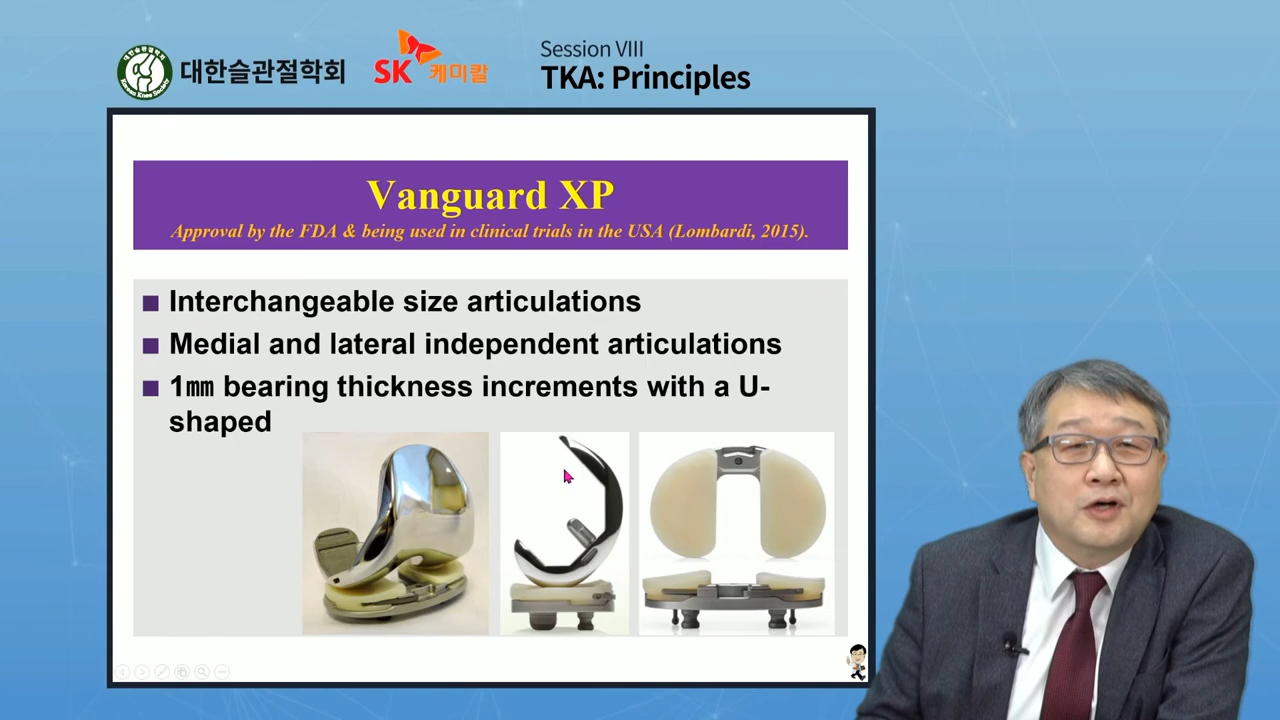 대한슬관절학회
SK 케미칼
Session VIII
TKA: Principles
Vanguard XP
Approval by the FDA & being used in clinical trials in the USA (Lombardi, 2015).
■ Interchangeable size articulations
■ Medial and lateral independent articulations
■ 1㎜ bearing thickness increments with a U-
shaped